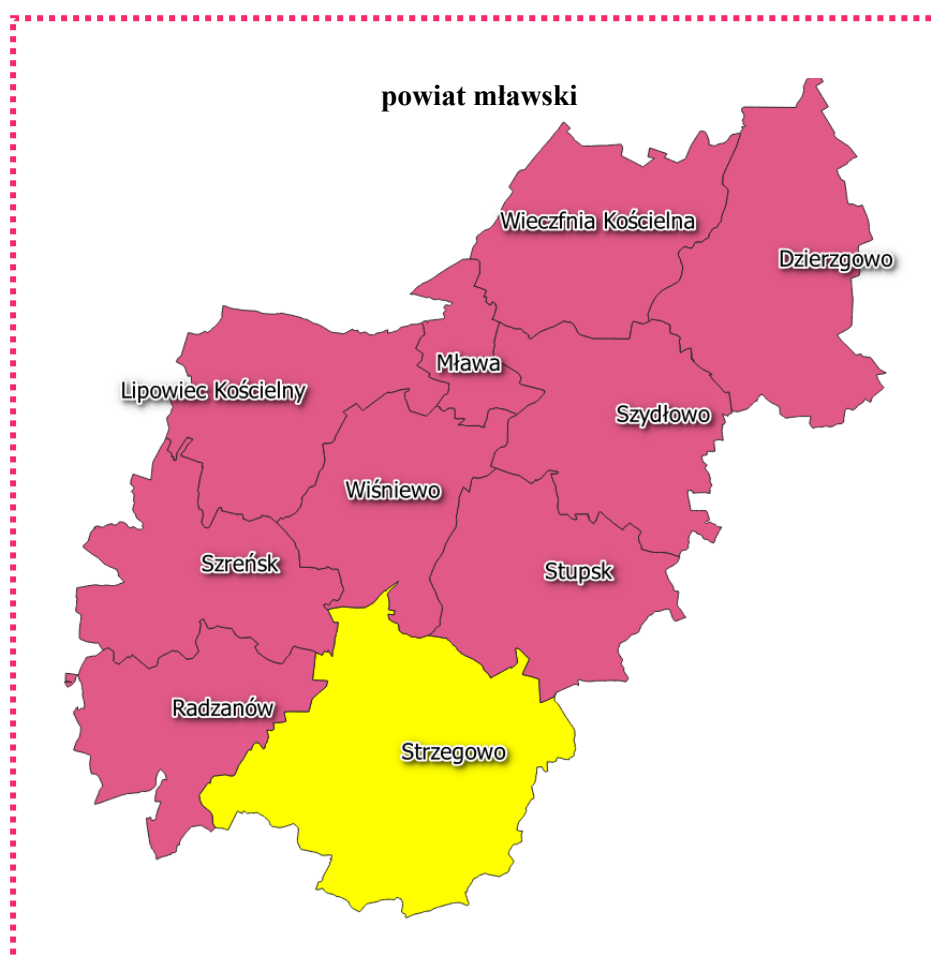 powiat mławski
Wieczfnia Kościelna
Dzierzgowo
Mława
Lipowiec Kościelny
Szydłowo
Wiśniewo
Szreńsk
Stupsk
Radzanów
Strzegowo